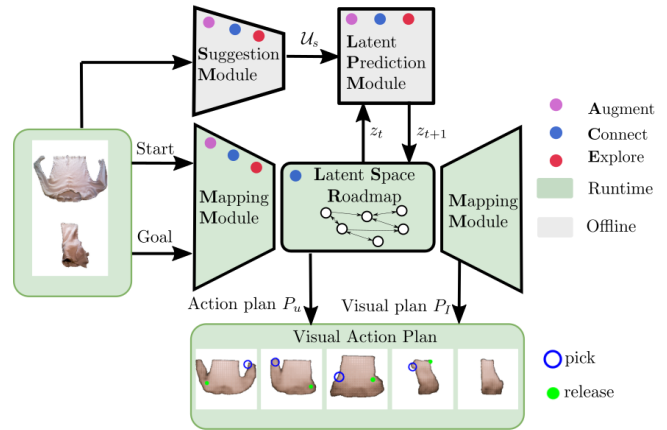 Suggestion
Module
𝒰ₛ
Latent
Prediction
Module
zₜ
zₜ₊₁
Augment
Connect
Explore
Runtime
Offline
Start
Goal
Mapping
Module
Latent Space
Roadmap
Mapping
Module
Action plan Pᵤ
Visual plan P_I
Visual Action Plan
pick
release